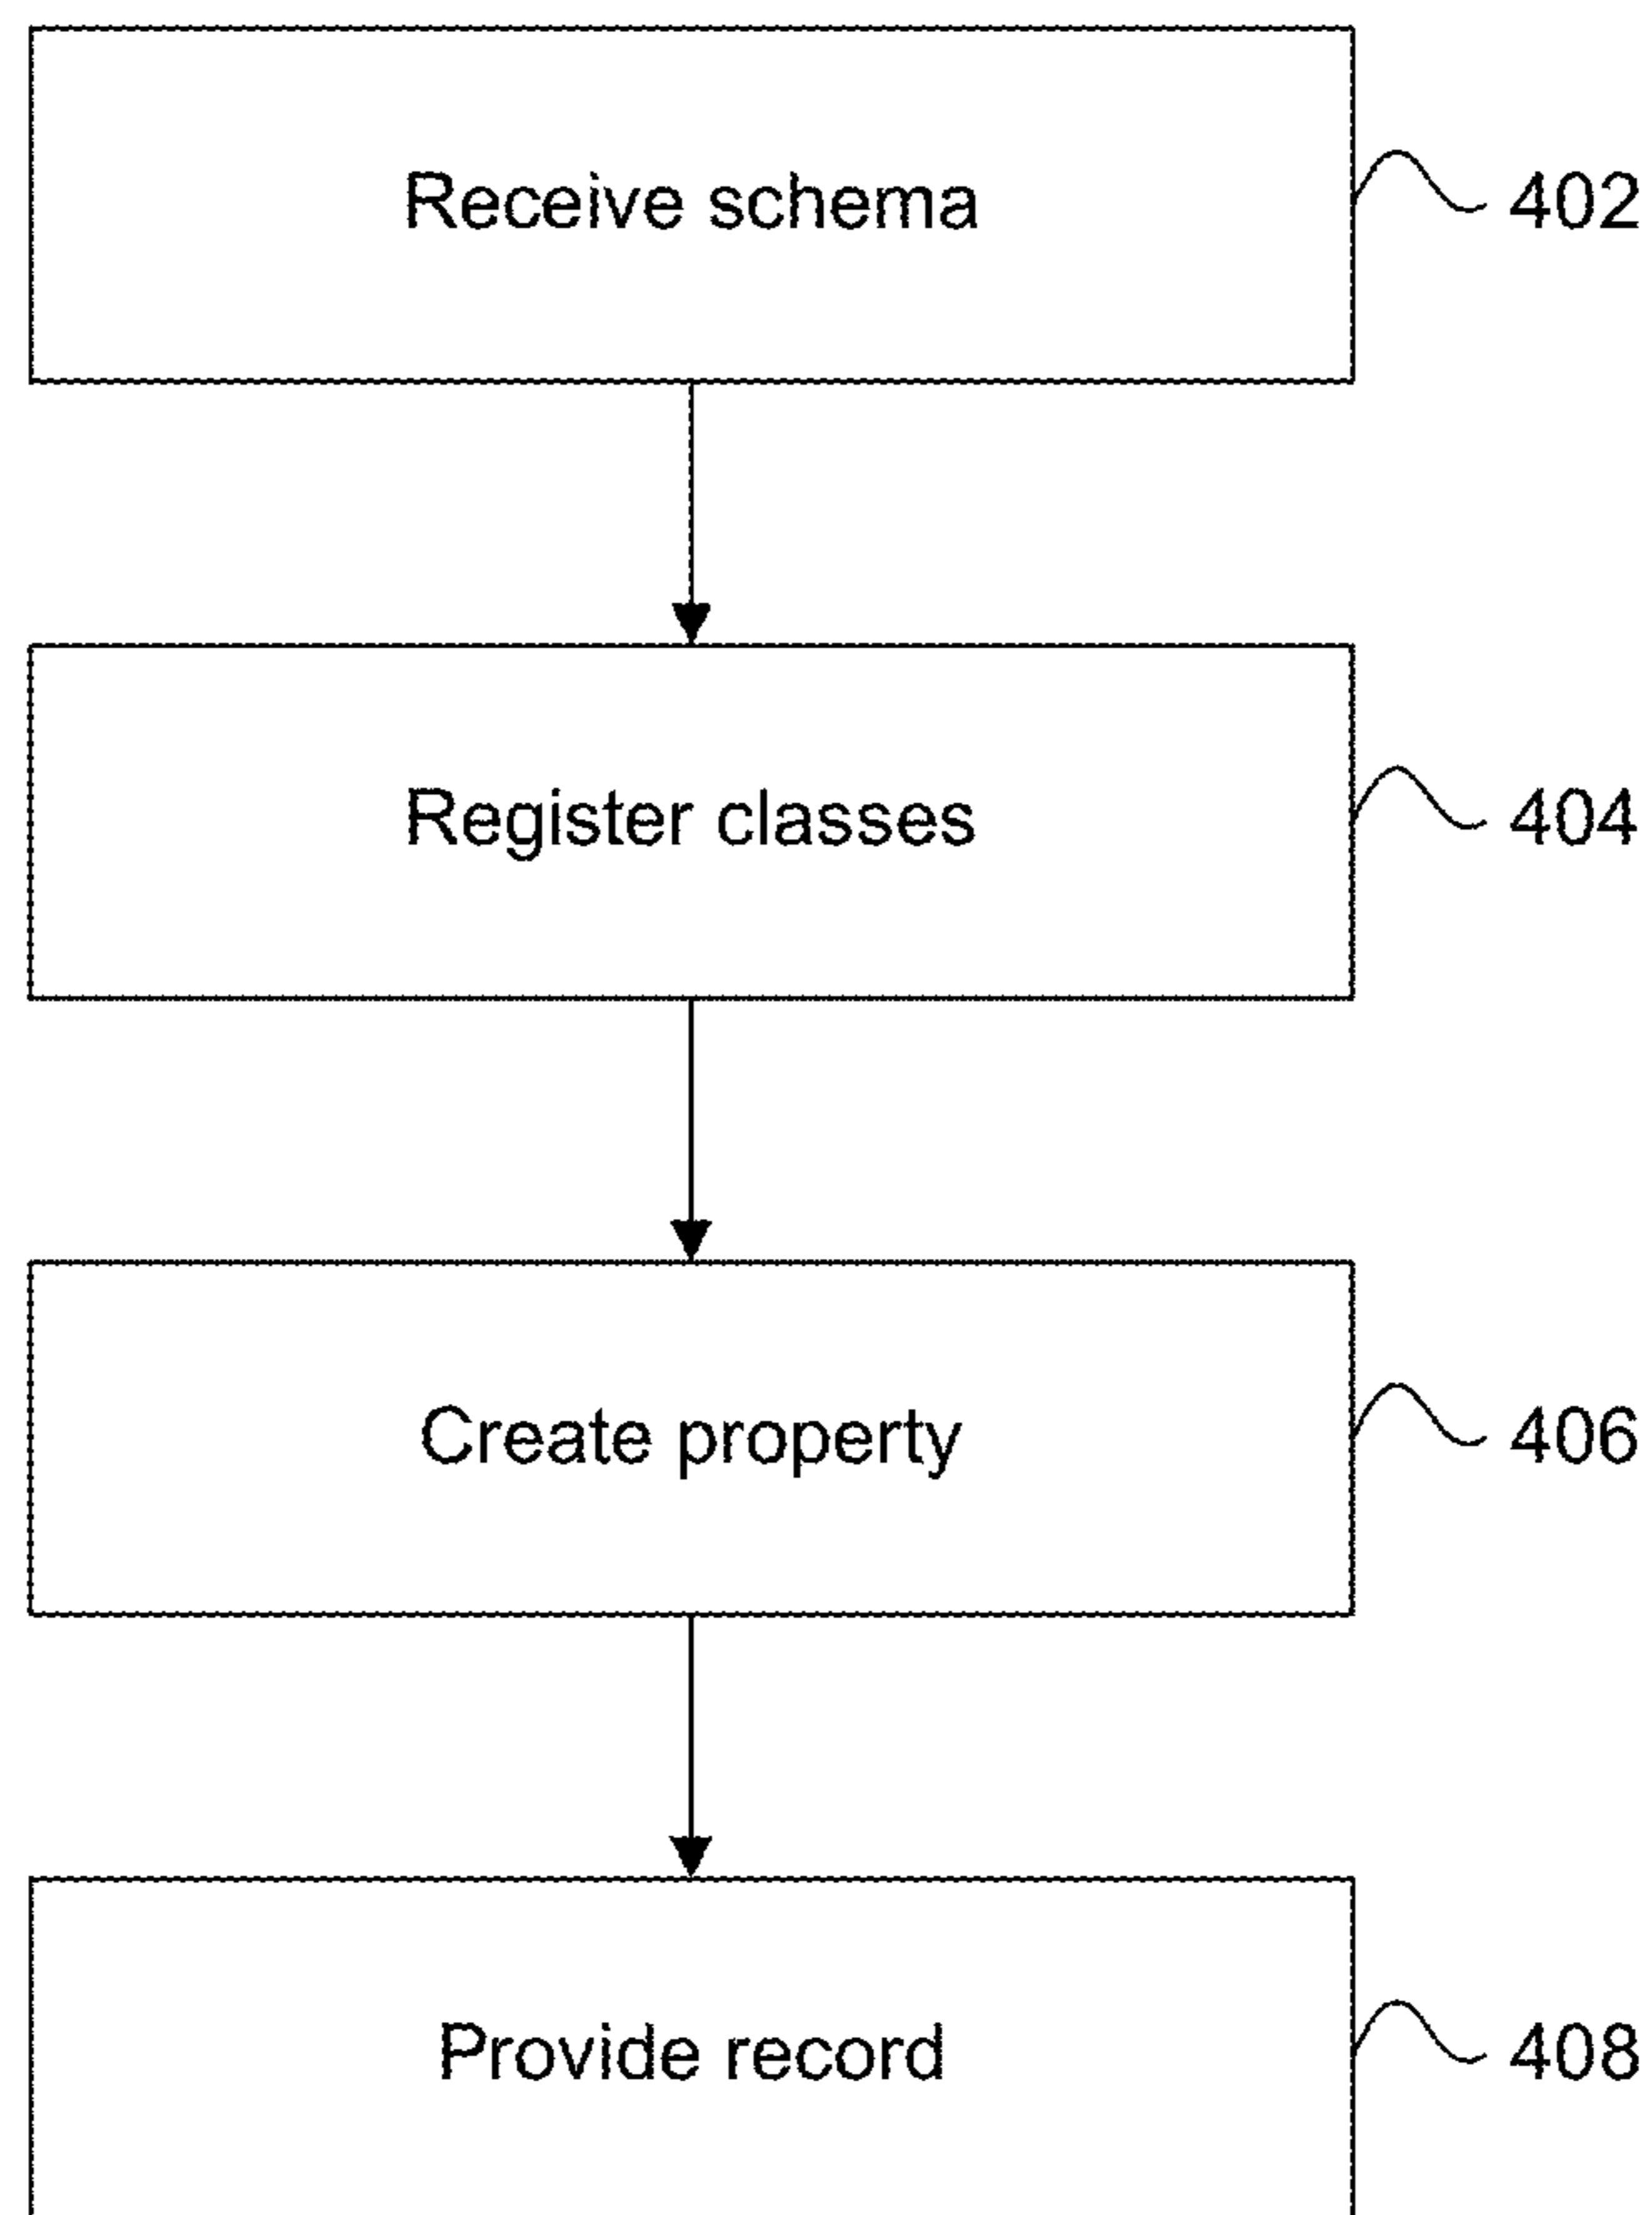 Receive schema 402
Register classes 404
Create property 406
Provide record 408